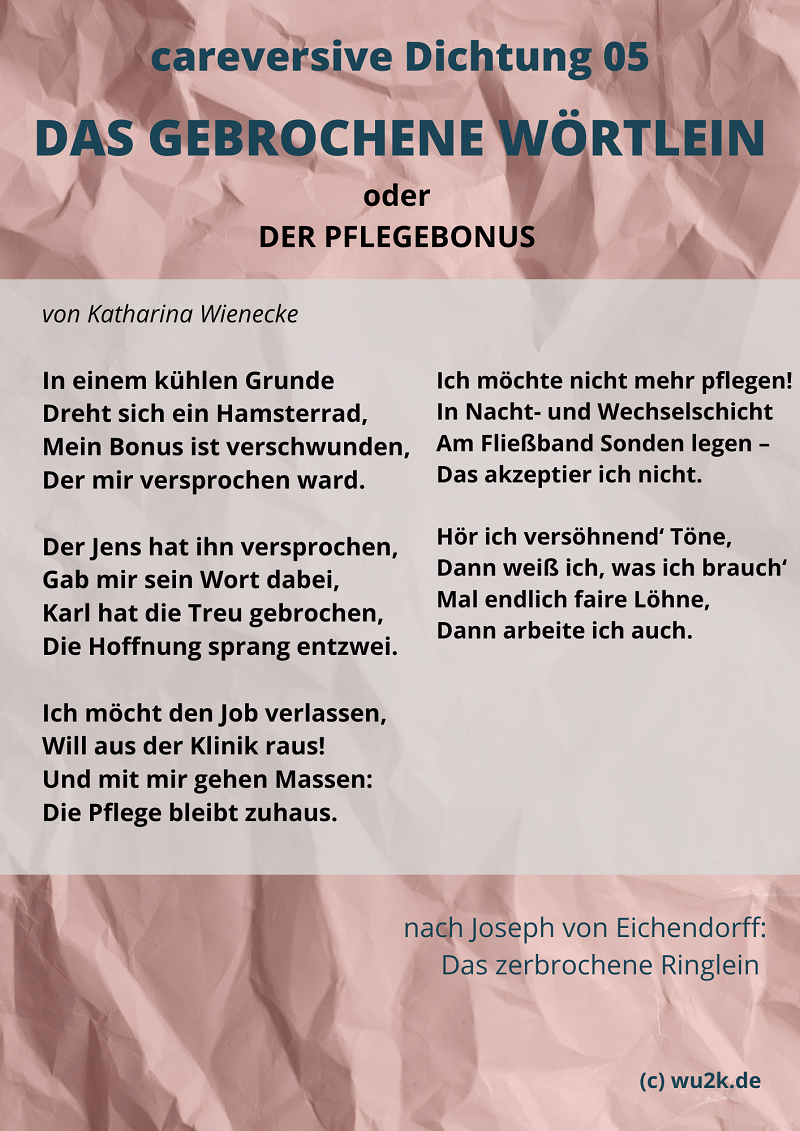 careversive Dichtung 05
DAS GEBROCHENE WÖRTLEIN
oder
DER PFLEGEBONUS
von Katharina Wienecke
In einem kühlen Grunde
Dreht sich ein Hamsterrad,
Mein Bonus ist verschwunden,
Der mir versprochen ward.
Der Jens hat ihn versprochen,
Gab mir sein Wort dabei,
Karl hat die Treu gebrochen,
Die Hoffnung sprang entzwei.
Ich möcht den Job verlassen,
Will aus der Klinik raus!
Und mit mir gehen Massen:
Die Pflege bleibt zuhaus.
Ich möchte nicht mehr pflegen!
In Nacht- und Wechselschicht
Am Fließband Sonden legen –
Das akzeptier ich nicht.
Hör ich versöhnend‘ Töne,
Dann weiß ich, was ich brauch‘
Mal endlich faire Löhne,
Dann arbeite ich auch.
nach Joseph von Eichendorff:
Das zerbrochene Ringlein
(c) wu2k.de